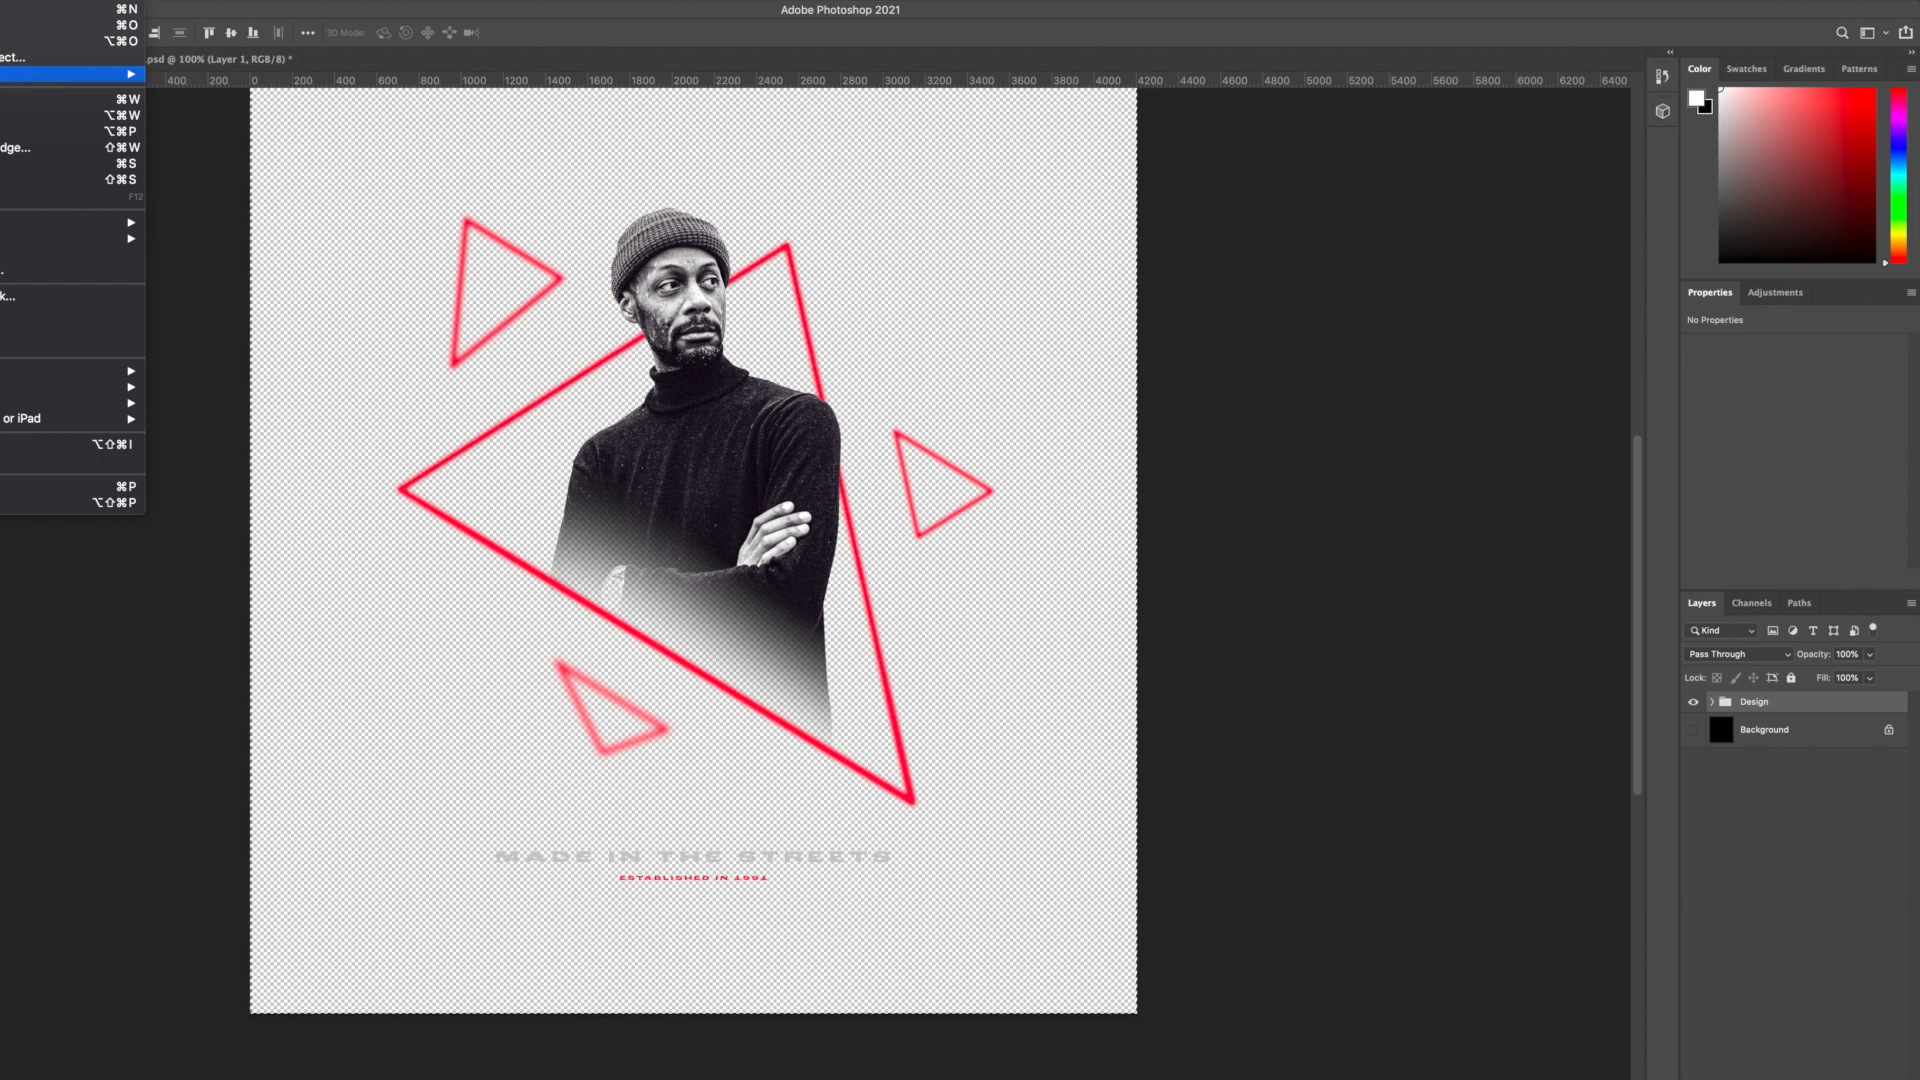 Adobe Photoshop 2021
⌘N
⌘O
⌥⌘O
ect...
⌘W
⌥⌘W
⌥⌘P
dge... ⇧⌘W
⌘S
⇧⌘S
F12
k...
or iPad
⌥⇧⌘I
⌘P
⌥⇧⌘P
3D Mode:
.psd @ 100% (Layer 1, RGB/8) *
400 200 0 200 400 600 800 1000 1200 1400 1600 1800 2000 2200 2400 2600 2800 3000 3200 3400 3600 3800 4000 4200 4400 4600 4800 5000 5200 5400 5600 5800 6000 6200 6400
MADE IN THE STREETS
ESTABLISHED IN 1991
Color Swatches Gradients Patterns
Properties Adjustments
No Properties
Layers Channels Paths
Kind
Pass Through Opacity: 100%
Lock: Fill: 100%
Design
Background